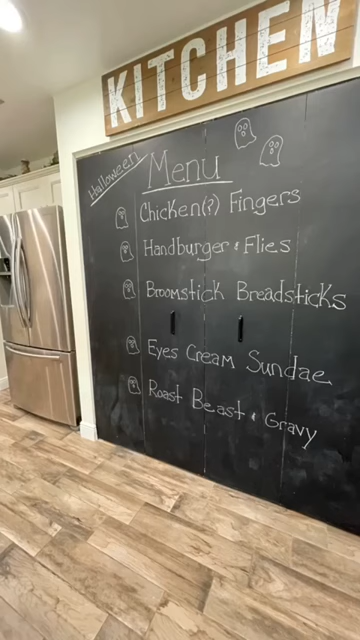 KITCHEN
Halloween
Menu
Chicken(?) Fingers
Handburger & Flies
Broomstick Breadsticks
Eyes Cream Sundae
Roast Beast & Gravy